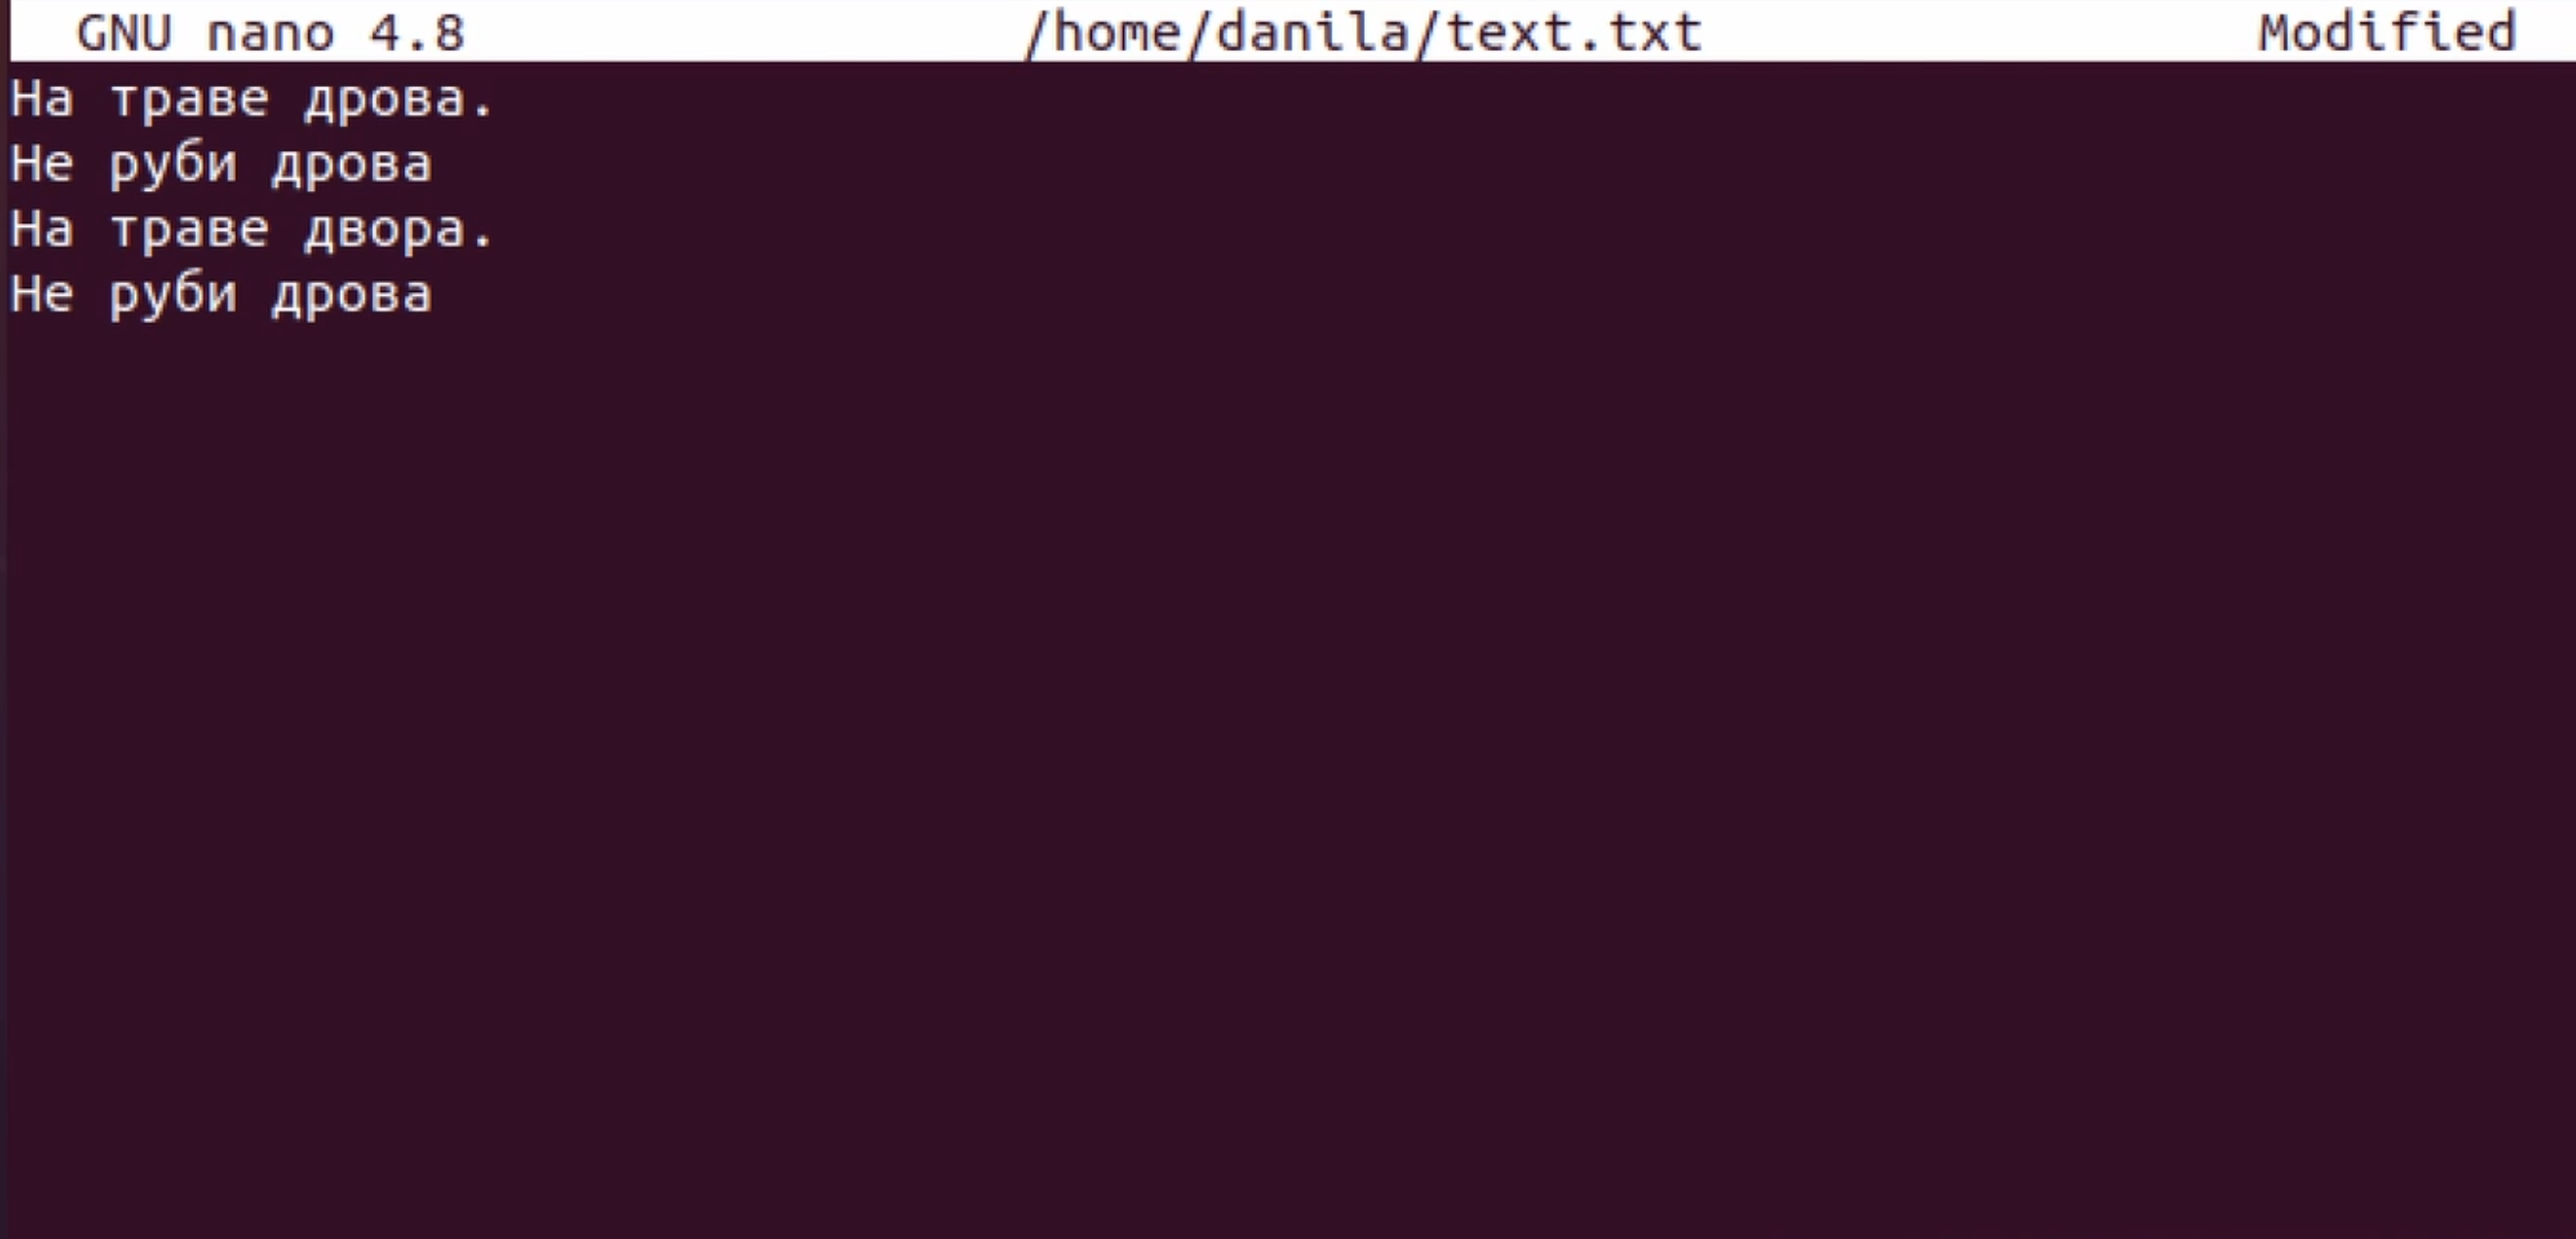 GNU nano 4.8 /home/danila/text.txt Modified
На траве дрова.
Не руби дрова
На траве двора.
Не руби дрова